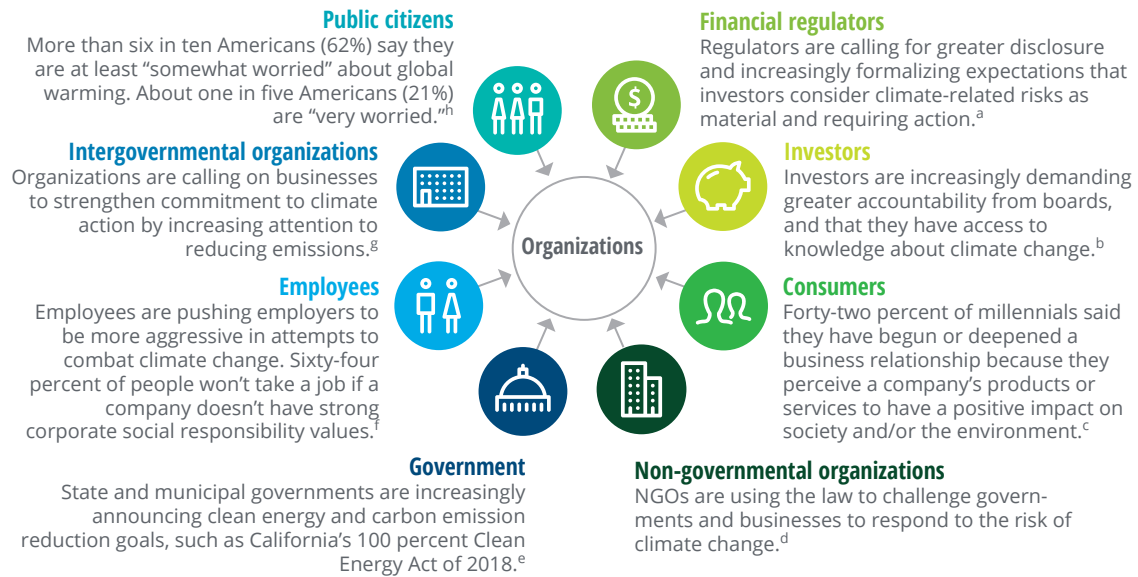 Public citizens
More than six in ten Americans (62%) say they
are at least “somewhat worried” about global
warming. About one in five Americans (21%)
are “very worried.”h
Financial regulators
Regulators are calling for greater disclosure
and increasingly formalizing expectations that
investors consider climate-related risks as
material and requiring action.a
$
Intergovernmental organizations
Organizations are calling on businesses
to strengthen commitment to climate
action by increasing attention to
reducing emissions.g
Investors
Investors are increasingly demanding
greater accountability from boards,
and that they have access to
knowledge about climate change.b
Organizations
Employees
Employees are pushing employers to
be more aggressive in attempts to
combat climate change. Sixty-four
percent of people won’t take a job if a
company doesn’t have strong
corporate social responsibility values.f
Consumers
Forty-two percent of millennials said
they have begun or deepened a
business relationship because they
perceive a company’s products or
services to have a positive impact on
society and/or the environment.c
Government
State and municipal governments are increasingly
announcing clean energy and carbon emission
reduction goals, such as California’s 100 percent Clean
Energy Act of 2018.e
Non-governmental organizations
NGOs are using the law to challenge govern-
ments and businesses to respond to the risk of
climate change.d